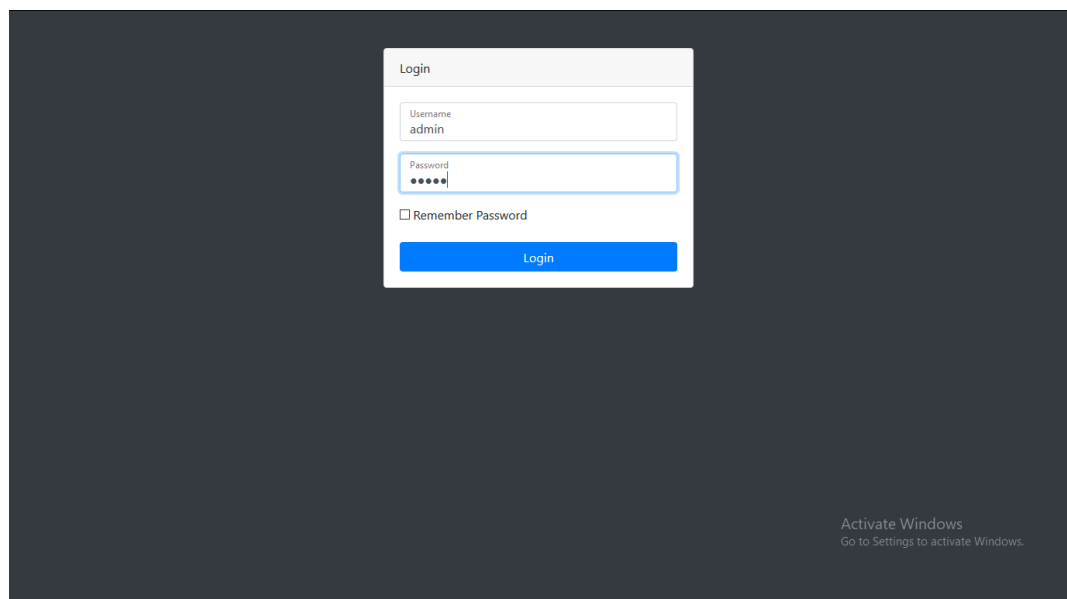 Login
Username
admin
Password
●●●●●
Remember Password
Login
Activate Windows
Go to Settings to activate Windows.